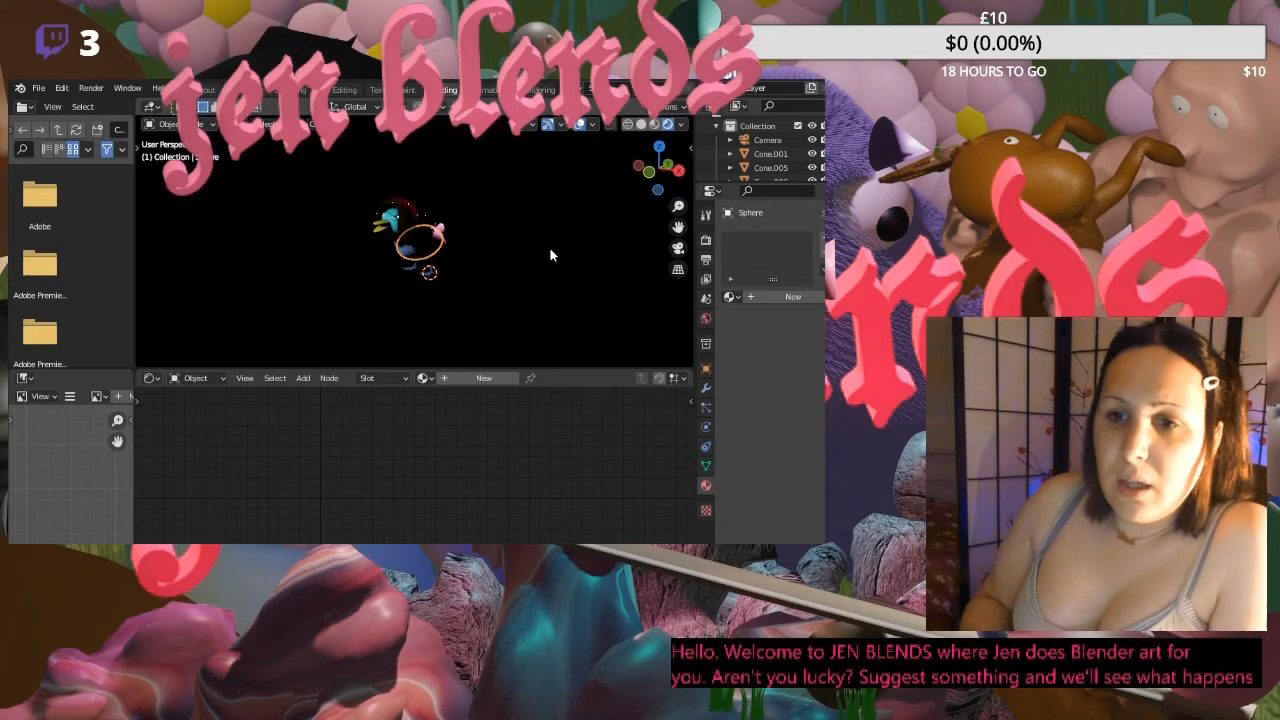 3
jen blends
£10
$0 (0.00%)
18 HOURS TO GO
$10
File Edit Render Window
View Select
Global
User Perspe
(1) Collection |
Collection
Camera
Cone.001
Cone.005
Sphere
New
Adobe
Adobe Premie...
Adobe Premie...
Object View Select Add Node Slot New
View
Hello. Welcome to JEN BLENDS where Jen does Blender art for
you. Aren't you lucky? Suggest something and we'll see what happens